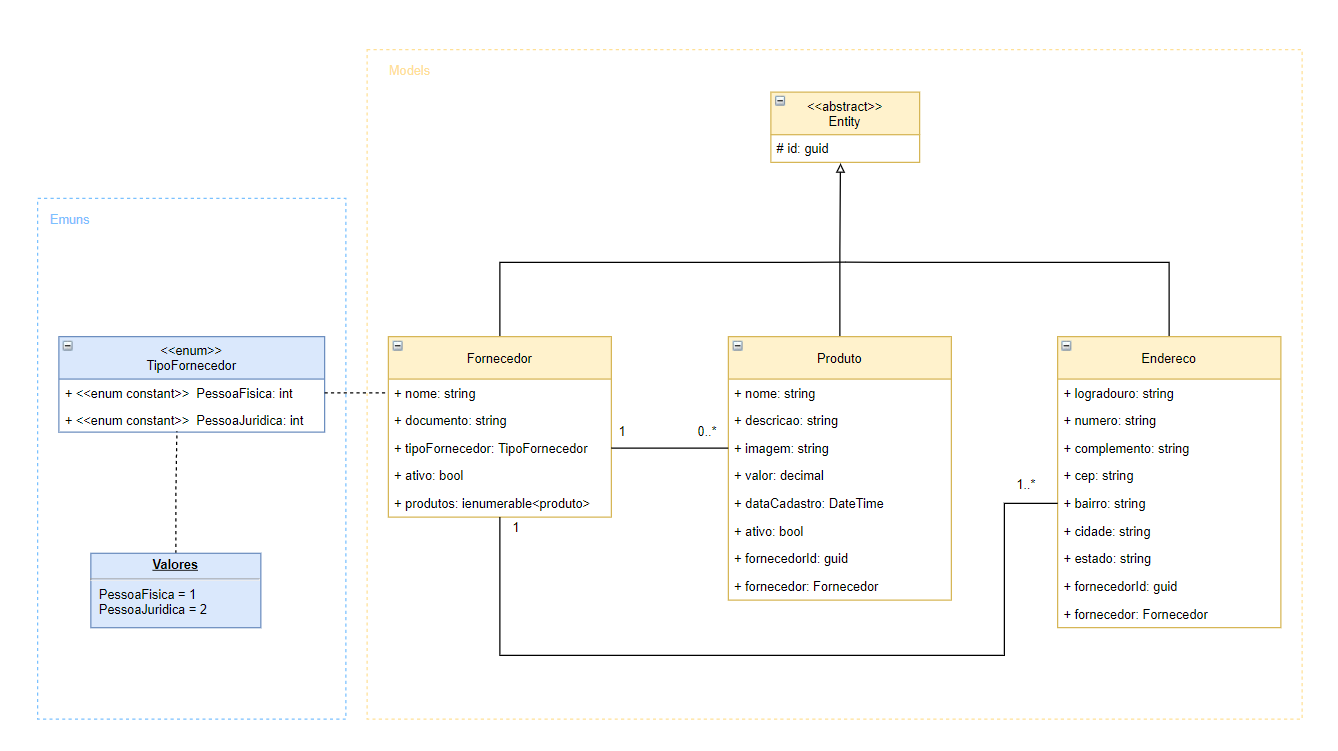 Models
<<abstract>>
Entity
# id: guid
Emuns
<<enum>>
TipoFornecedor
+ <<enum constant>> PessoaFisica: int
+ <<enum constant>> PessoaJuridica: int
Valores
PessoaFisica = 1
PessoaJuridica = 2
Fornecedor
+ nome: string
+ documento: string
+ tipoFornecedor: TipoFornecedor
+ ativo: bool
+ produtos: ienumerable<produto>
1
0..*
1
Produto
+ nome: string
+ descricao: string
+ imagem: string
+ valor: decimal
+ dataCadastro: DateTime
+ ativo: bool
+ fornecedorId: guid
+ fornecedor: Fornecedor
1..*
Endereco
+ logradouro: string
+ numero: string
+ complemento: string
+ cep: string
+ bairro: string
+ cidade: string
+ estado: string
+ fornecedorId: guid
+ fornecedor: Fornecedor